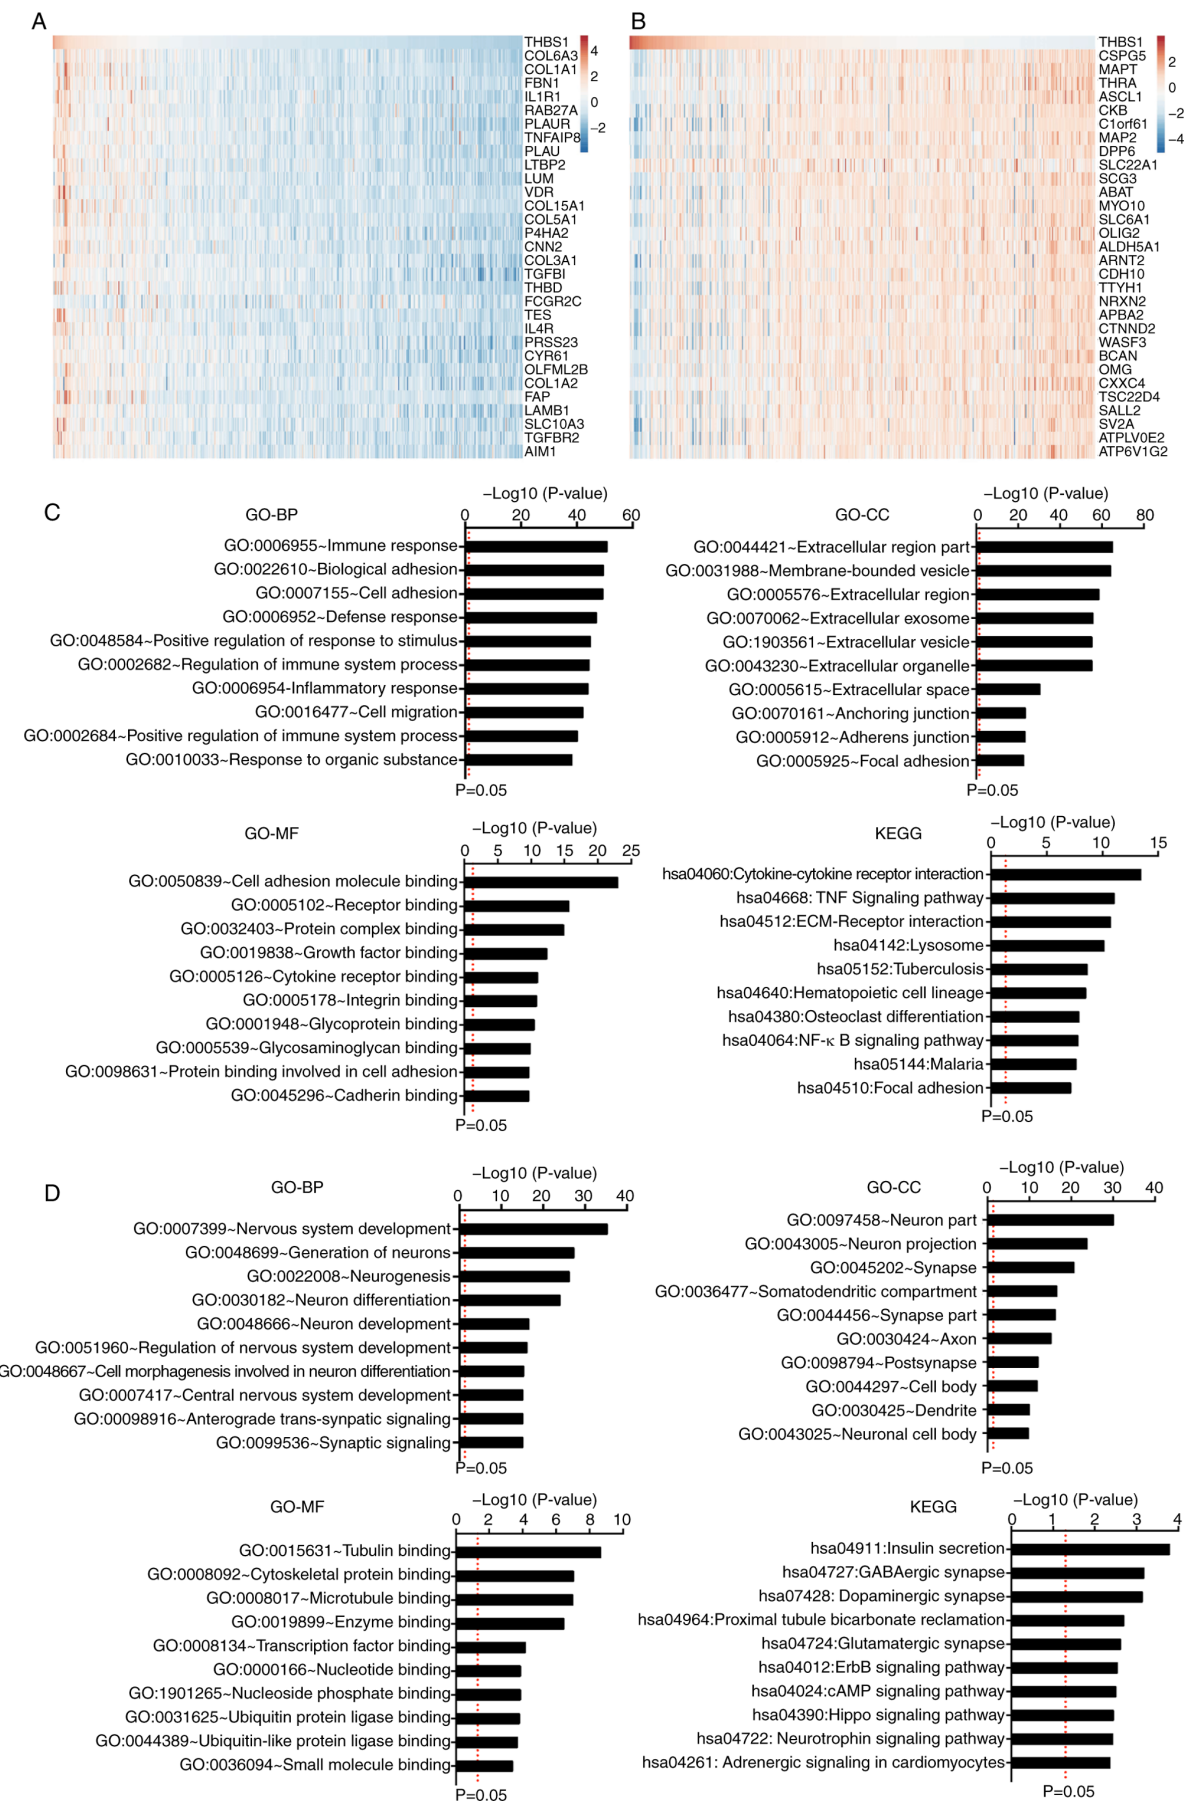 A
THBS1
COL6A3
COL1A1
FBN1
IL1R1
RAB27A
PLAUR
TNFAIP8
PLAU
LTBP2
LUM
VDR
COL15A1
COL5A1
P4HA2
CNN2
COL3A1
TGFBI
THBD
FCGR2C
TES
IL4R
PRSS23
CYR61
OLFML2B
COL1A2
FAP
LAMB1
SLC10A3
TGFBR2
AIM1
4
2
0
−2
B
THBS1
CSPG5
MAPT
THRA
ASCL1
CKB
C1orf61
MAP2
DPP6
SLC22A1
SCG3
ABAT
MYO10
SLC6A1
OLIG2
ALDH5A1
ARNT2
CDH10
TTYH1
NRXN2
APBA2
CTNND2
WASF3
BCAN
OMG
CXXC4
TSC22D4
SALL2
SV2A
ATPLV0E2
ATP6V1G2
2
0
−2
−4
C
GO-BP
−Log10 (P-value)
0 20 40 60
GO:0006955~Immune response
GO:0022610~Biological adhesion
GO:0007155~Cell adhesion
GO:0006952~Defense response
GO:0048584~Positive regulation of response to stimulus
GO:0002682~Regulation of immune system process
GO:0006954-Inflammatory response
GO:0016477~Cell migration
GO:0002684~Positive regulation of immune system process
GO:0010033~Response to organic substance
P=0.05
GO-CC
−Log10 (P-value)
0 20 40 60 80
GO:0044421~Extracellular region part
GO:0031988~Membrane-bounded vesicle
GO:0005576~Extracellular region
GO:0070062~Extracellular exosome
GO:1903561~Extracellular vesicle
GO:0043230~Extracellular organelle
GO:0005615~Extracellular space
GO:0070161~Anchoring junction
GO:0005912~Adherens junction
GO:0005925~Focal adhesion
P=0.05
GO-MF
−Log10 (P-value)
0 5 10 15 20 25
GO:0050839~Cell adhesion molecule binding
GO:0005102~Receptor binding
GO:0032403~Protein complex binding
GO:0019838~Growth factor binding
GO:0005126~Cytokine receptor binding
GO:0005178~Integrin binding
GO:0001948~Glycoprotein binding
GO:0005539~Glycosaminoglycan binding
GO:0098631~Protein binding involved in cell adhesion
GO:0045296~Cadherin binding
P=0.05
KEGG
−Log10 (P-value)
0 5 10 15
hsa04060:Cytokine-cytokine receptor interaction
hsa04668: TNF Signaling pathway
hsa04512:ECM-Receptor interaction
hsa04142:Lysosome
hsa05152:Tuberculosis
hsa04640:Hematopoietic cell lineage
hsa04380:Osteoclast differentiation
hsa04064:NF-κ B signaling pathway
hsa05144:Malaria
hsa04510:Focal adhesion
P=0.05
D
GO-BP
−Log10 (P-value)
0 10 20 30 40
GO:0007399~Nervous system development
GO:0048699~Generation of neurons
GO:0022008~Neurogenesis
GO:0030182~Neuron differentiation
GO:0048666~Neuron development
GO:0051960~Regulation of nervous system development
GO:0048667~Cell morphagenesis involved in neuron differentiation
GO:0007417~Central nervous system development
GO:00098916~Anterograde trans-synpatic signaling
GO:0099536~Synaptic signaling
P=0.05
GO-CC
−Log10 (P-value)
0 10 20 30 40
GO:0097458~Neuron part
GO:0043005~Neuron projection
GO:0045202~Synapse
GO:0036477~Somatodendritic compartment
GO:0044456~Synapse part
GO:0030424~Axon
GO:0098794~Postsynapse
GO:0044297~Cell body
GO:0030425~Dendrite
GO:0043025~Neuronal cell body
P=0.05
GO-MF
−Log10 (P-value)
0 2 4 6 8 10
GO:0015631~Tubulin binding
GO:0008092~Cytoskeletal protein binding
GO:0008017~Microtubule binding
GO:0019899~Enzyme binding
GO:0008134~Transcription factor binding
GO:0000166~Nucleotide binding
GO:1901265~Nucleoside phosphate binding
GO:0031625~Ubiquitin protein ligase binding
GO:0044389~Ubiquitin-like protein ligase binding
GO:0036094~Small molecule binding
P=0.05
KEGG
−Log10 (P-value)
0 1 2 3 4
hsa04911:Insulin secretion
hsa04727:GABAergic synapse
hsa07428: Dopaminergic synapse
hsa04964:Proximal tubule bicarbonate reclamation
hsa04724:Glutamatergic synapse
hsa04012:ErbB signaling pathway
hsa04024:cAMP signaling pathway
hsa04390:Hippo signaling pathway
hsa04722: Neurotrophin signaling pathway
hsa04261: Adrenergic signaling in cardiomyocytes
P=0.05